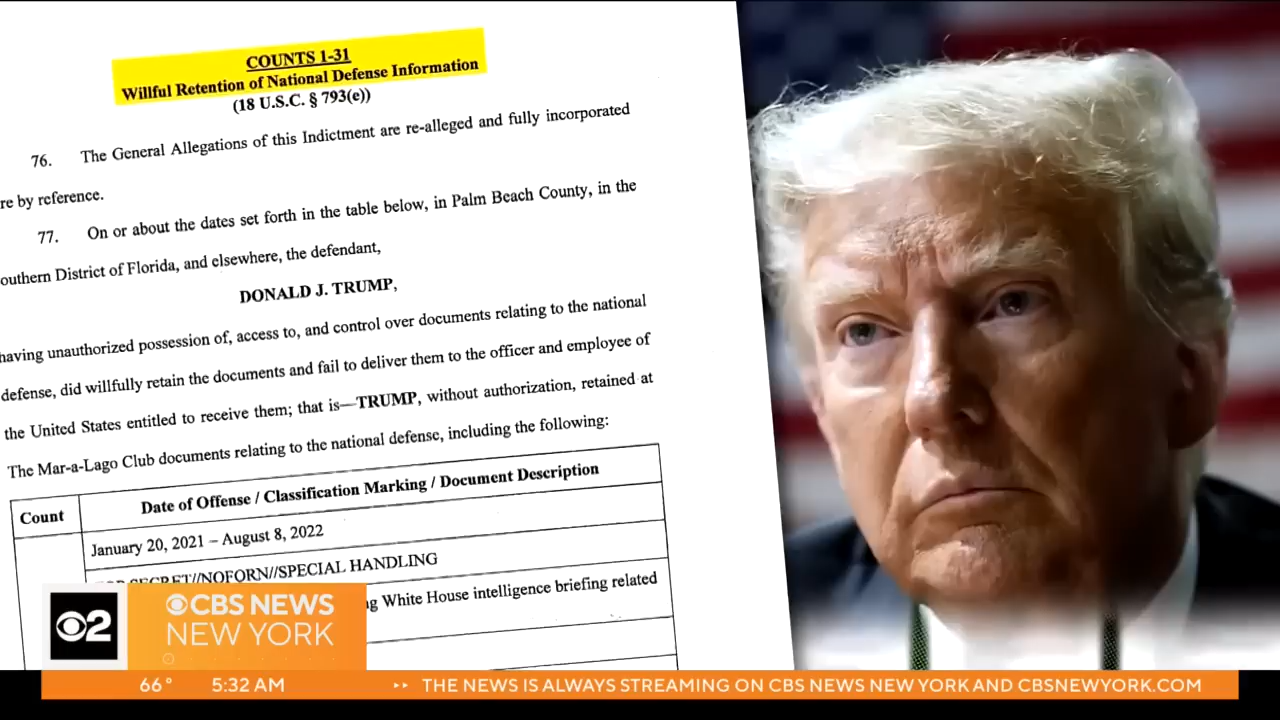 COUNTS 1-31
Willful Retention of National Defense Information
(18 U.S.C. § 793(e))
76. The General Allegations of this Indictment are re-alleged and fully incorporated
re by reference.
77. On or about the dates set forth in the table below, in Palm Beach County, in the
outhern District of Florida, and elsewhere, the defendant,
DONALD J. TRUMP,
having unauthorized possession of, access to, and control over documents relating to the national
defense, did willfully retain the documents and fail to deliver them to the officer and employee of
the United States entitled to receive them; that is—TRUMP, without authorization, retained at
The Mar-a-Lago Club documents relating to the national defense, including the following:
Count
Date of Offense / Classification Marking / Document Description
January 20, 2021 – August 8, 2022
SECRET//NOFORN//SPECIAL HANDLING
White House intelligence briefing related
2
CBS NEWS
NEW YORK
66° 5:32 AM THE NEWS IS ALWAYS STREAMING ON CBS NEWS NEW YORK AND CBSNEWYORK.COM